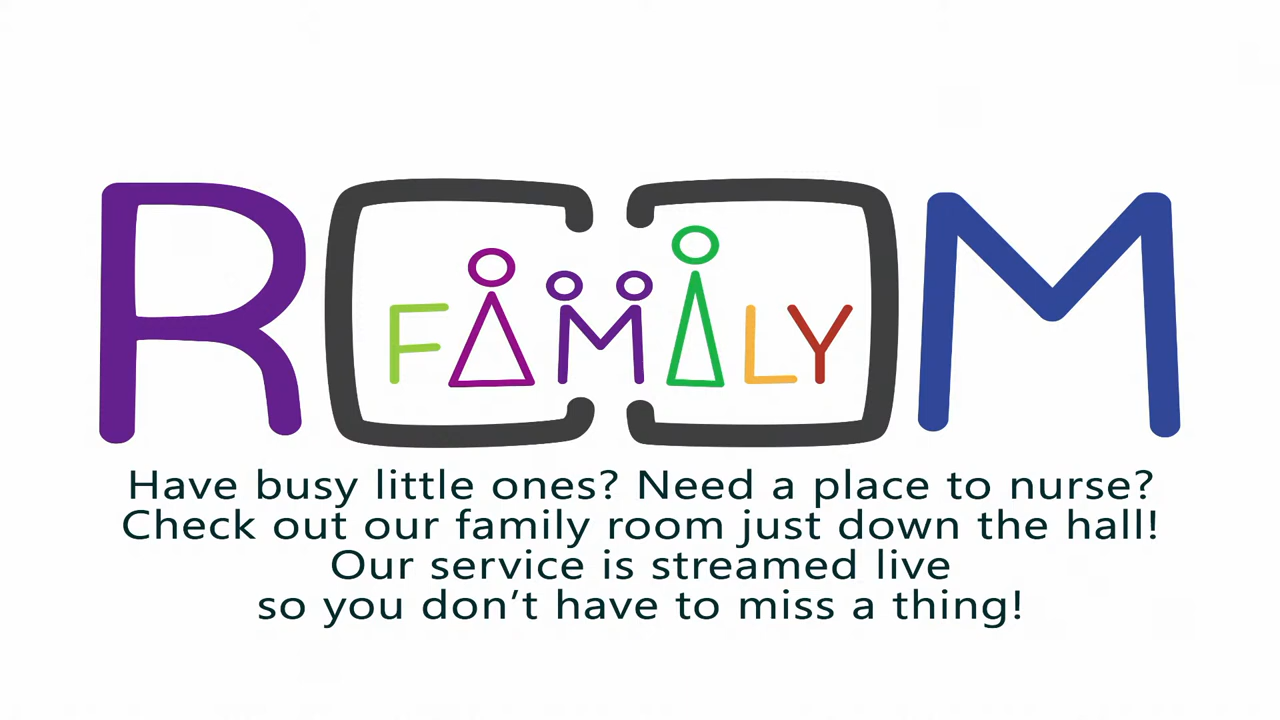 ROOM
FAMILY
Have busy little ones? Need a place to nurse?
Check out our family room just down the hall!
Our service is streamed live
so you don’t have to miss a thing!